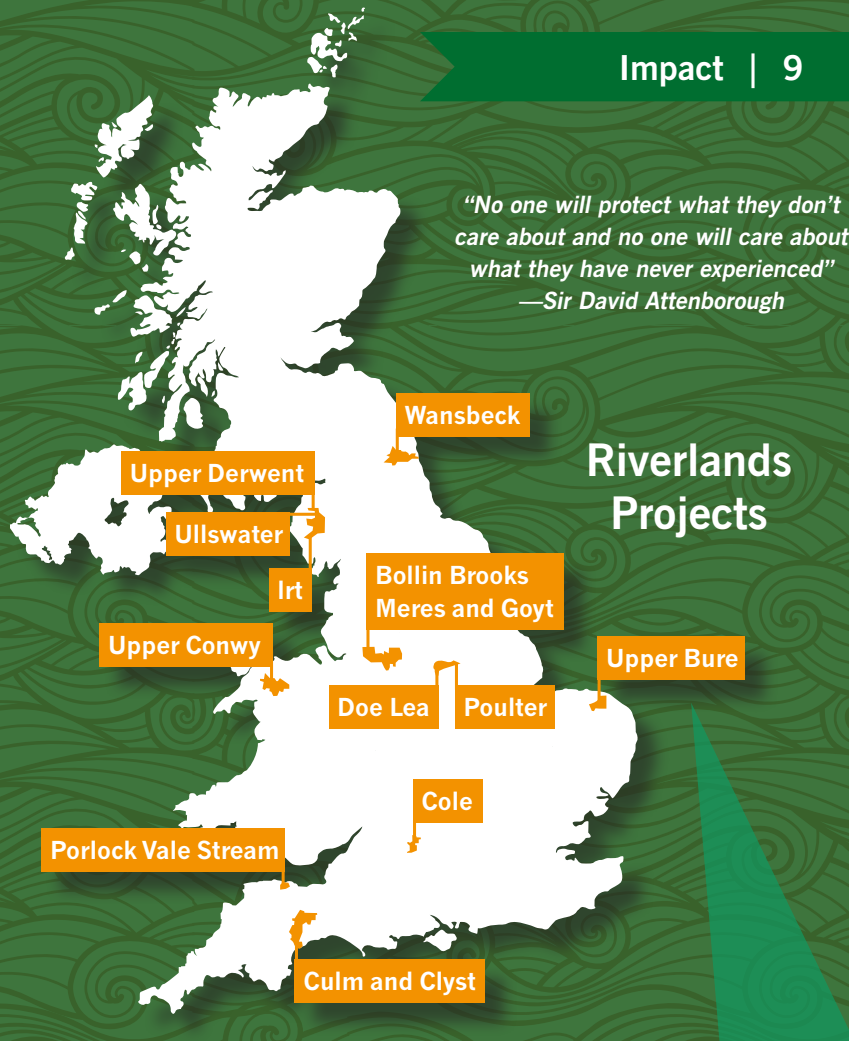 Impact | 9
“No one will protect what they don’t
care about and no one will care about
what they have never experienced”
—Sir David Attenborough
Riverlands
Projects
Wansbeck
Upper Derwent
Ullswater
Irt
Bollin Brooks
Meres and Goyt
Upper Conwy
Upper Bure
Doe Lea
Poulter
Cole
Porlock Vale Stream
Culm and Clyst